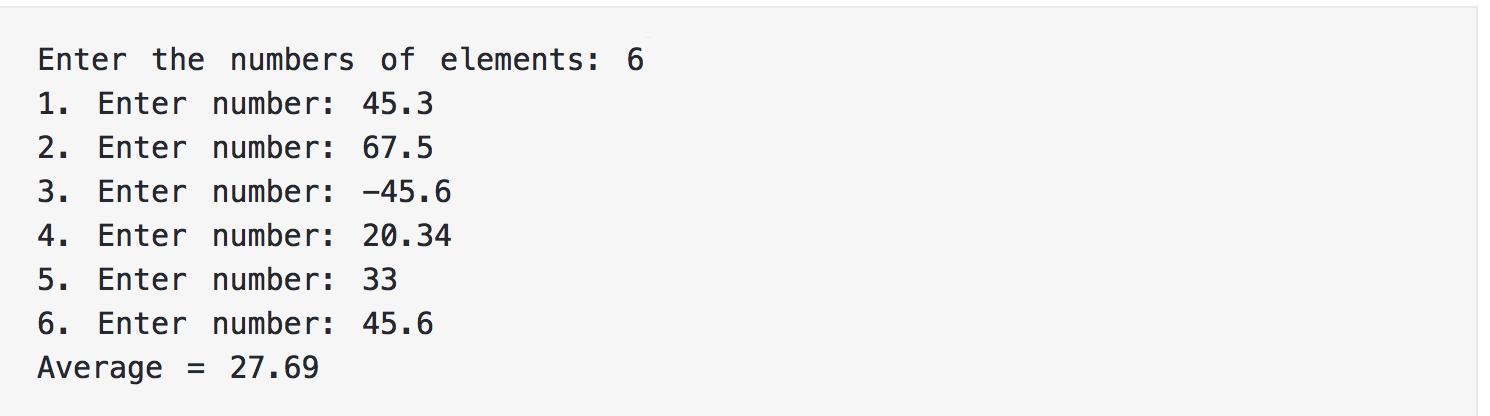 Enter the numbers of elements: 6
1. Enter number: 45.3
2. Enter number: 67.5
3. Enter number: -45.6
4. Enter number: 20.34
5. Enter number: 33
6. Enter number: 45.6
Average = 27.69